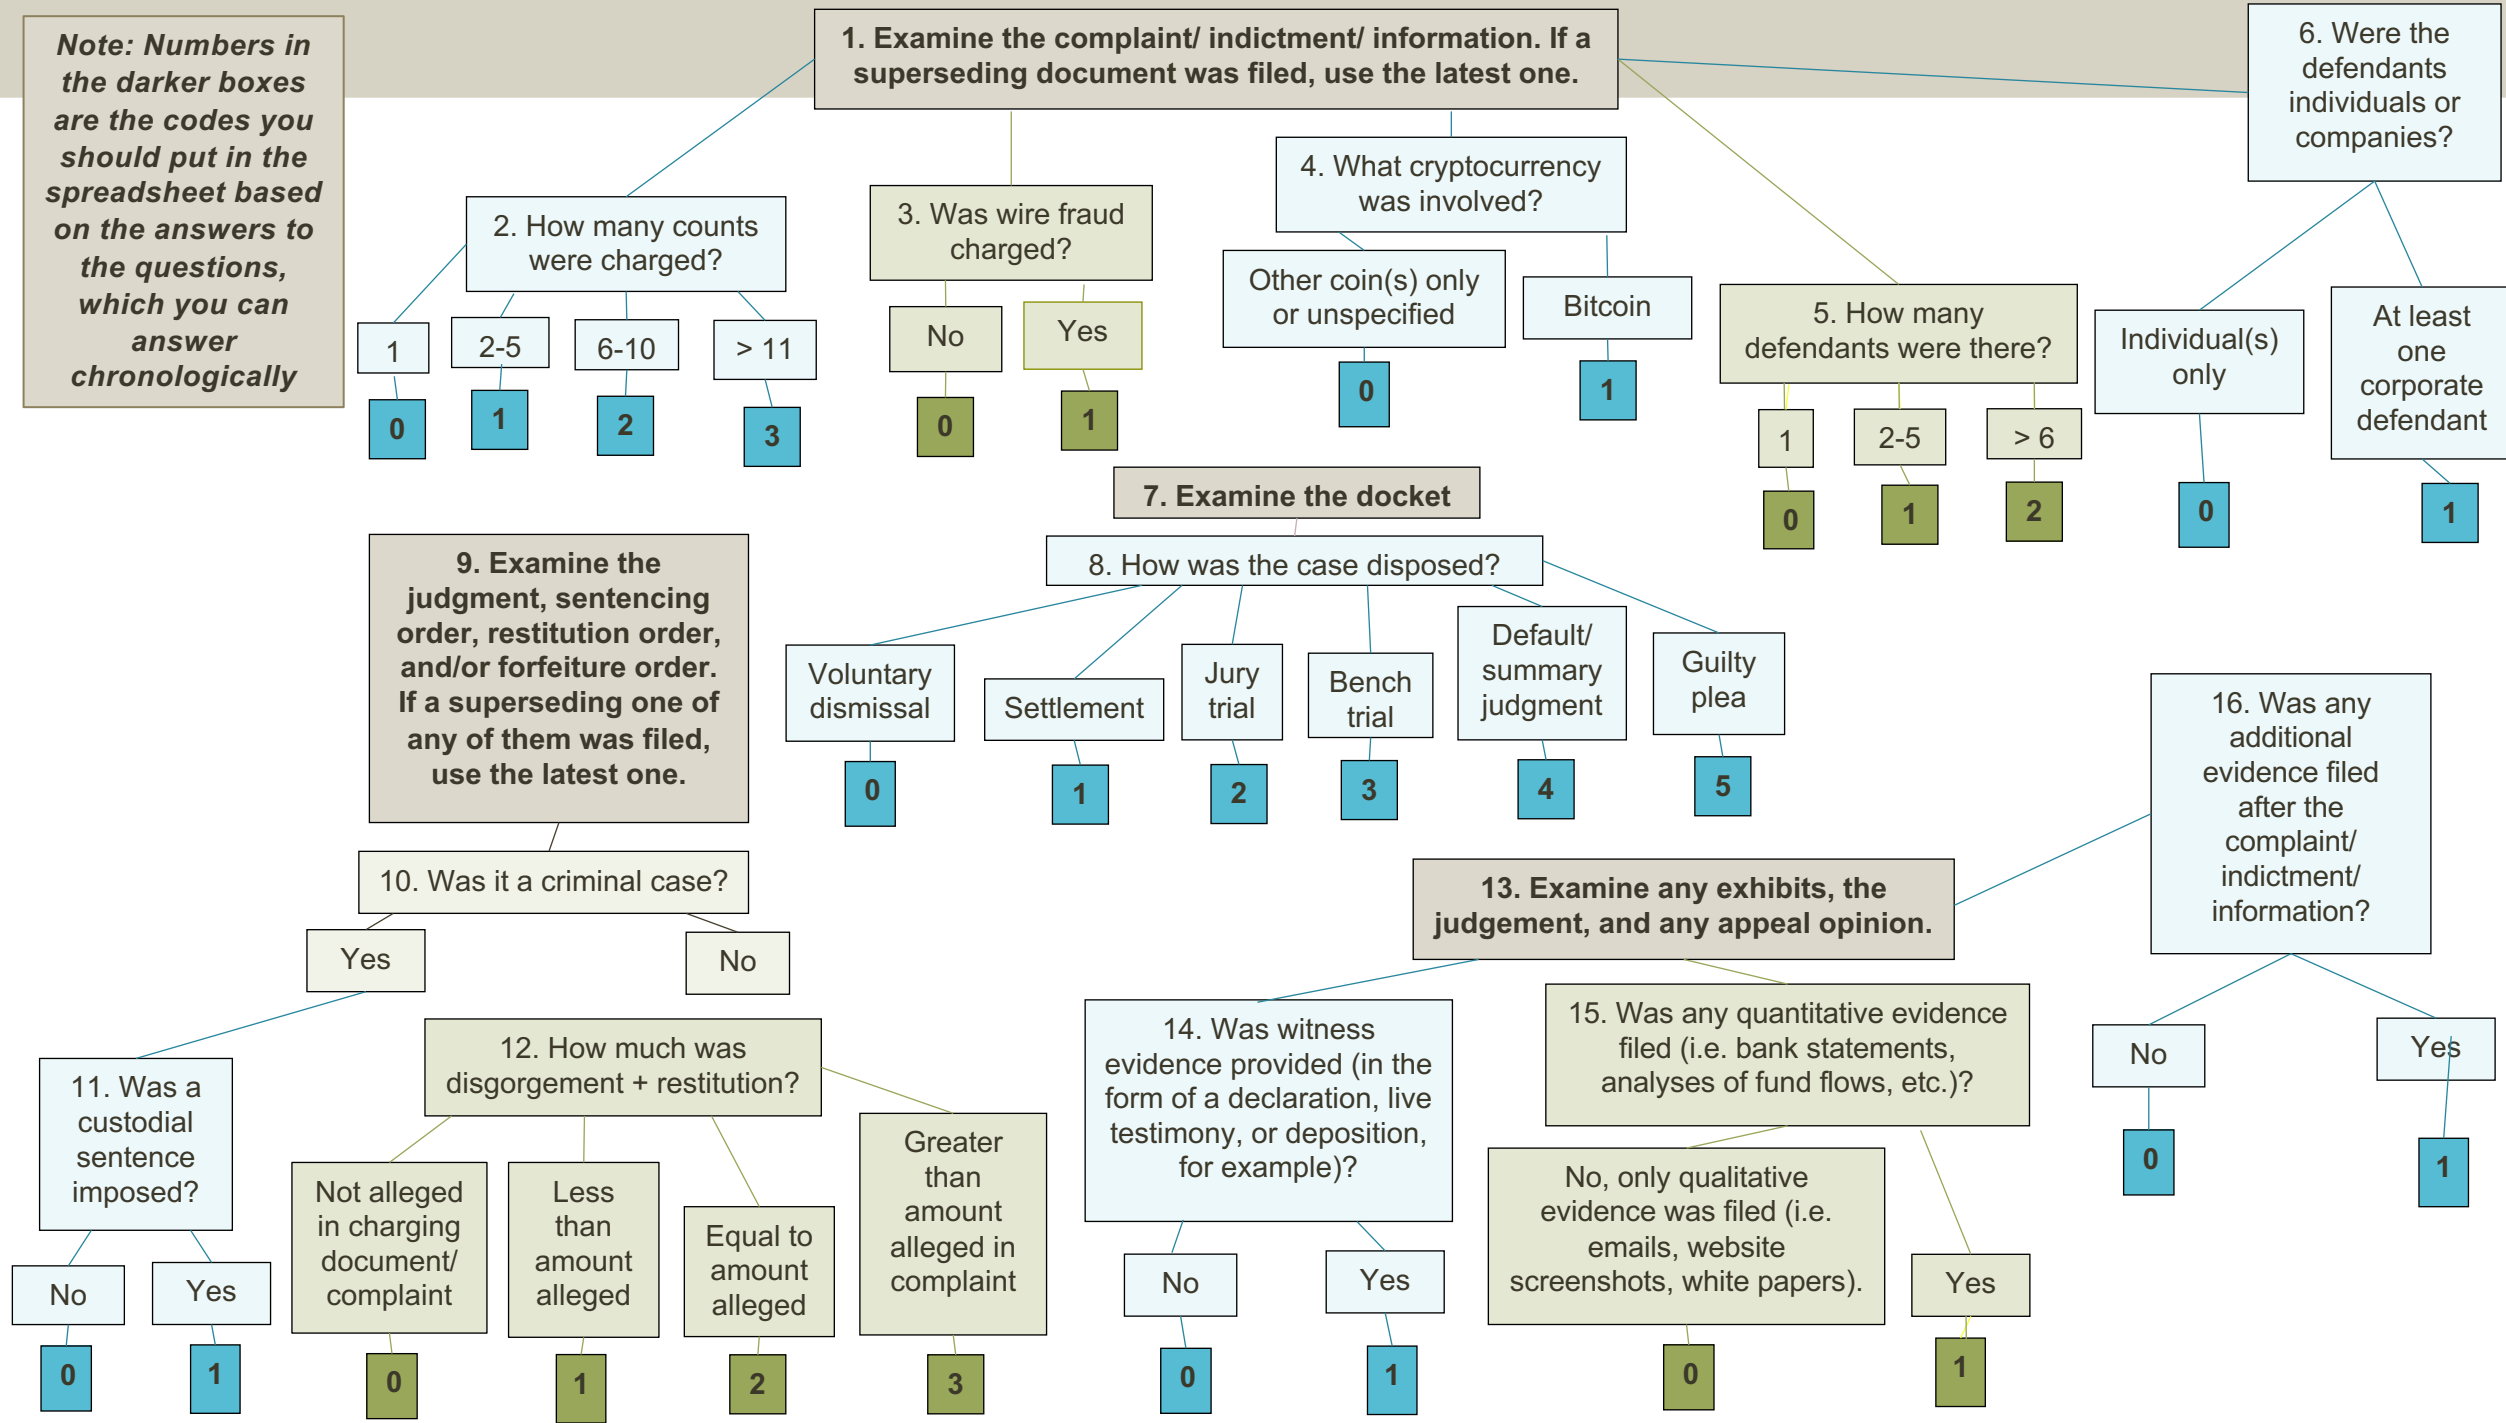 Note: Numbers in
the darker boxes
are the codes you
should put in the
spreadsheet based
on the answers to
the questions,
which you can
answer
chronologically
1. Examine the complaint/ indictment/ information. If a
superseding document was filed, use the latest one.
2. How many counts
were charged?
1
2-5
6-10
> 11
0
1
2
3
3. Was wire fraud
charged?
No
Yes
0
1
4. What cryptocurrency
was involved?
Other coin(s) only
or unspecified
Bitcoin
0
1
5. How many
defendants were there?
1
2-5
> 6
0
1
2
6. Were the
defendants
individuals or
companies?
Individual(s)
only
At least
one
corporate
defendant
0
1
7. Examine the docket
8. How was the case disposed?
Voluntary
dismissal
Settlement
Jury
trial
Bench
trial
Default/
summary
judgment
Guilty
plea
0
1
2
3
4
5
9. Examine the
judgment, sentencing
order, restitution order,
and/or forfeiture order.
If a superseding one of
any of them was filed,
use the latest one.
10. Was it a criminal case?
Yes
No
11. Was a
custodial
sentence
imposed?
No
Yes
0
1
12. How much was
disgorgement + restitution?
Not alleged
in charging
document/
complaint
Less
than
amount
alleged
Equal to
amount
alleged
Greater
than
amount
alleged in
complaint
0
1
2
3
13. Examine any exhibits, the
judgement, and any appeal opinion.
14. Was witness
evidence provided (in the
form of a declaration, live
testimony, or deposition,
for example)?
No
Yes
0
1
15. Was any quantitative evidence
filed (i.e. bank statements,
analyses of fund flows, etc.)?
No, only qualitative
evidence was filed (i.e.
emails, website
screenshots, white papers).
Yes
0
1
16. Was any
additional
evidence filed
after the
complaint/
indictment/
information?
No
Yes
0
1